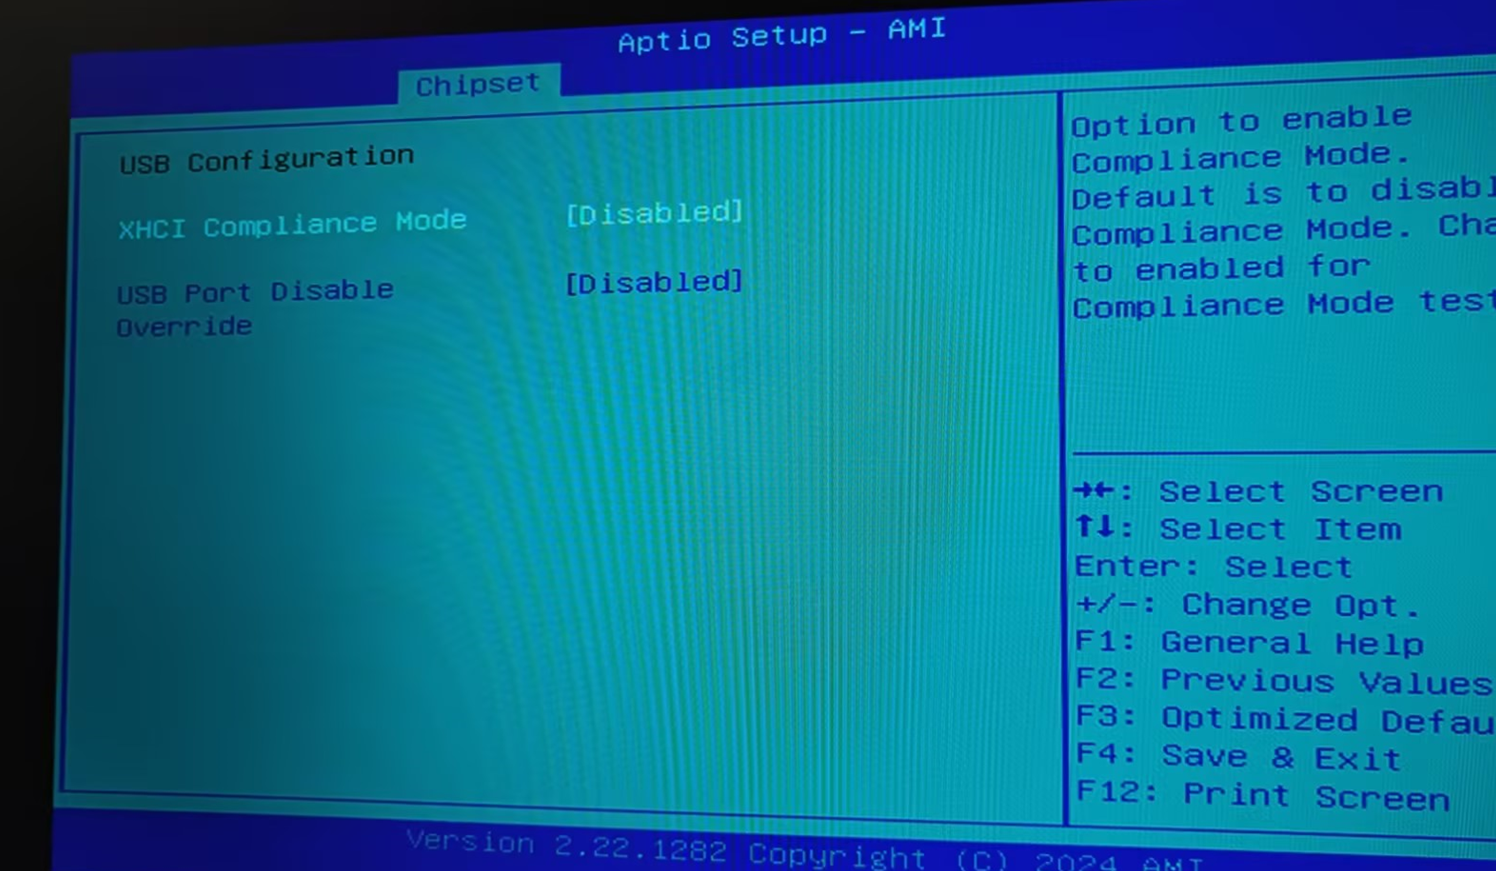 Aptio Setup - AMI
Chipset
USB Configuration
XHCI Compliance Mode [Disabled]
USB Port Disable [Disabled]
Override
Option to enable
Compliance Mode.
Default is to disabl
Compliance Mode. Cha
to enabled for
Compliance Mode test
→←: Select Screen
↑↓: Select Item
Enter: Select
+/-: Change Opt.
F1: General Help
F2: Previous Values
F3: Optimized Defau
F4: Save & Exit
F12: Print Screen
Version 2.22.1282 Copyright (C) 2024 AMI